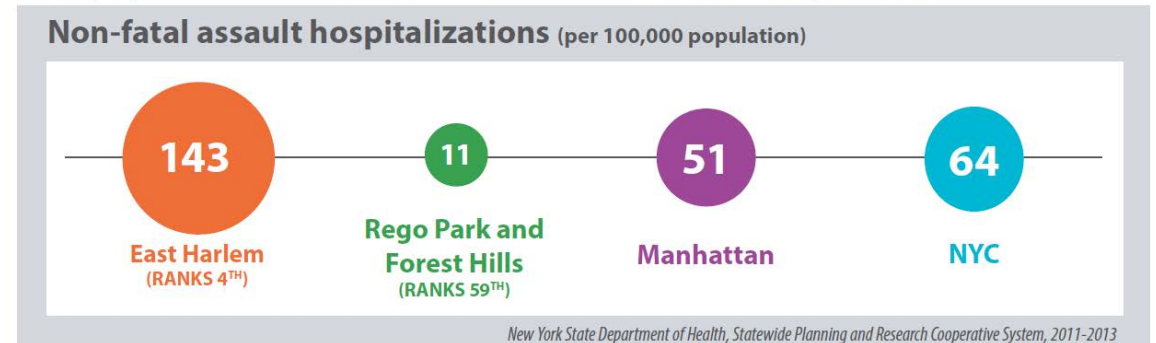 Non-fatal assault hospitalizations (per 100,000 population)
143
East Harlem
(RANKS 4TH)
11
Rego Park and
Forest Hills
(RANKS 59TH)
51
Manhattan
64
NYC
New York State Department of Health, Statewide Planning and Research Cooperative System, 2011-2013